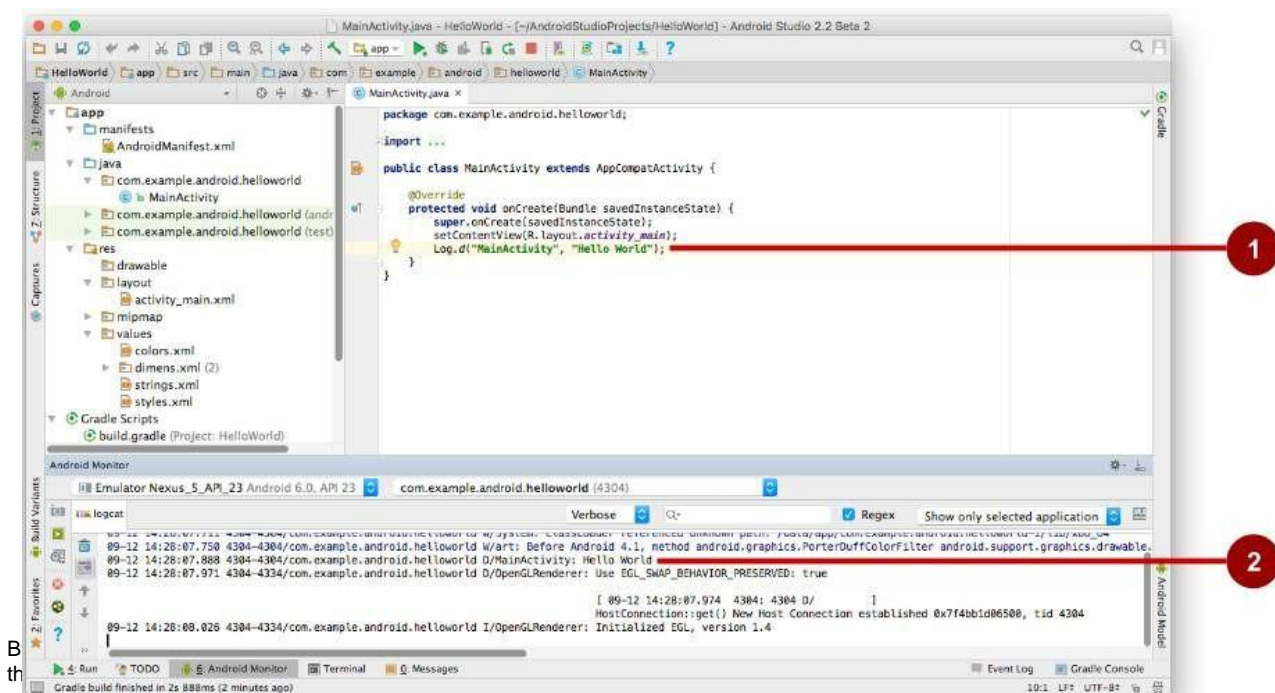 MainActivity.java - HelloWorld - [~/AndroidStudioProjects/HelloWorld] - Android Studio 2.2 Beta 2
app
HelloWorld app src main java com example android helloworld MainActivity
Android
MainActivity.java
1: Project
Z: Structure
Captures
Build Variants
2: Favorites
Gradle
Android Model
app
manifests
AndroidManifest.xml
java
com.example.android.helloworld
MainActivity
com.example.android.helloworld (andr
com.example.android.helloworld (test)
res
drawable
layout
activity_main.xml
mipmap
values
colors.xml
dimens.xml (2)
strings.xml
styles.xml
Gradle Scripts
build.gradle (Project: HelloWorld)
package com.example.android.helloworld;
import ...
public class MainActivity extends AppCompatActivity {
@Override
protected void onCreate(Bundle savedInstanceState) {
super.onCreate(savedInstanceState);
setContentView(R.layout.activity_main);
Log.d("MainActivity", "Hello World");
}
}
1
Android Monitor
Emulator Nexus_5_API_23 Android 6.0, API 23
com.example.android.helloworld (4304)
logcat
Verbose
Regex
Show only selected application
09-12 14:28:07.750 4304-4304/com.example.android.helloworld W/art: Before Android 4.1, method android.graphics.PorterDuffColorFilter android.support.graphics.drawable.
09-12 14:28:07.888 4304-4304/com.example.android.helloworld D/MainActivity: Hello World
2
09-12 14:28:07.971 4304-4334/com.example.android.helloworld D/OpenGLRenderer: Use EGL_SWAP_BEHAVIOR_PRESERVED: true
[ 09-12 14:28:07.974 4304: 4304 D/ ]
HostConnection::get() New Host Connection established 0x7f4bb1d06500, tid 4304
09-12 14:28:08.026 4304-4334/com.example.android.helloworld I/OpenGLRenderer: Initialized EGL, version 1.4
B
th
4: Run
TODO
6: Android Monitor
Terminal
0: Messages
Event Log
Gradle Console
Gradle build finished in 2s 888ms (2 minutes ago)
10:1 LF÷ UTF-8÷